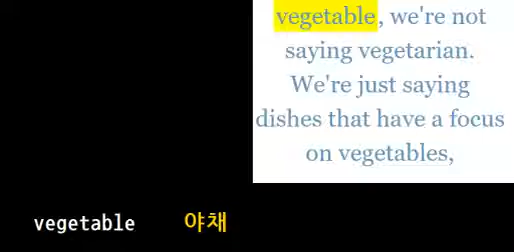 vegetable, we're not
saying vegetarian.
We're just saying
dishes that have a focus
on vegetables,
vegetable 야채